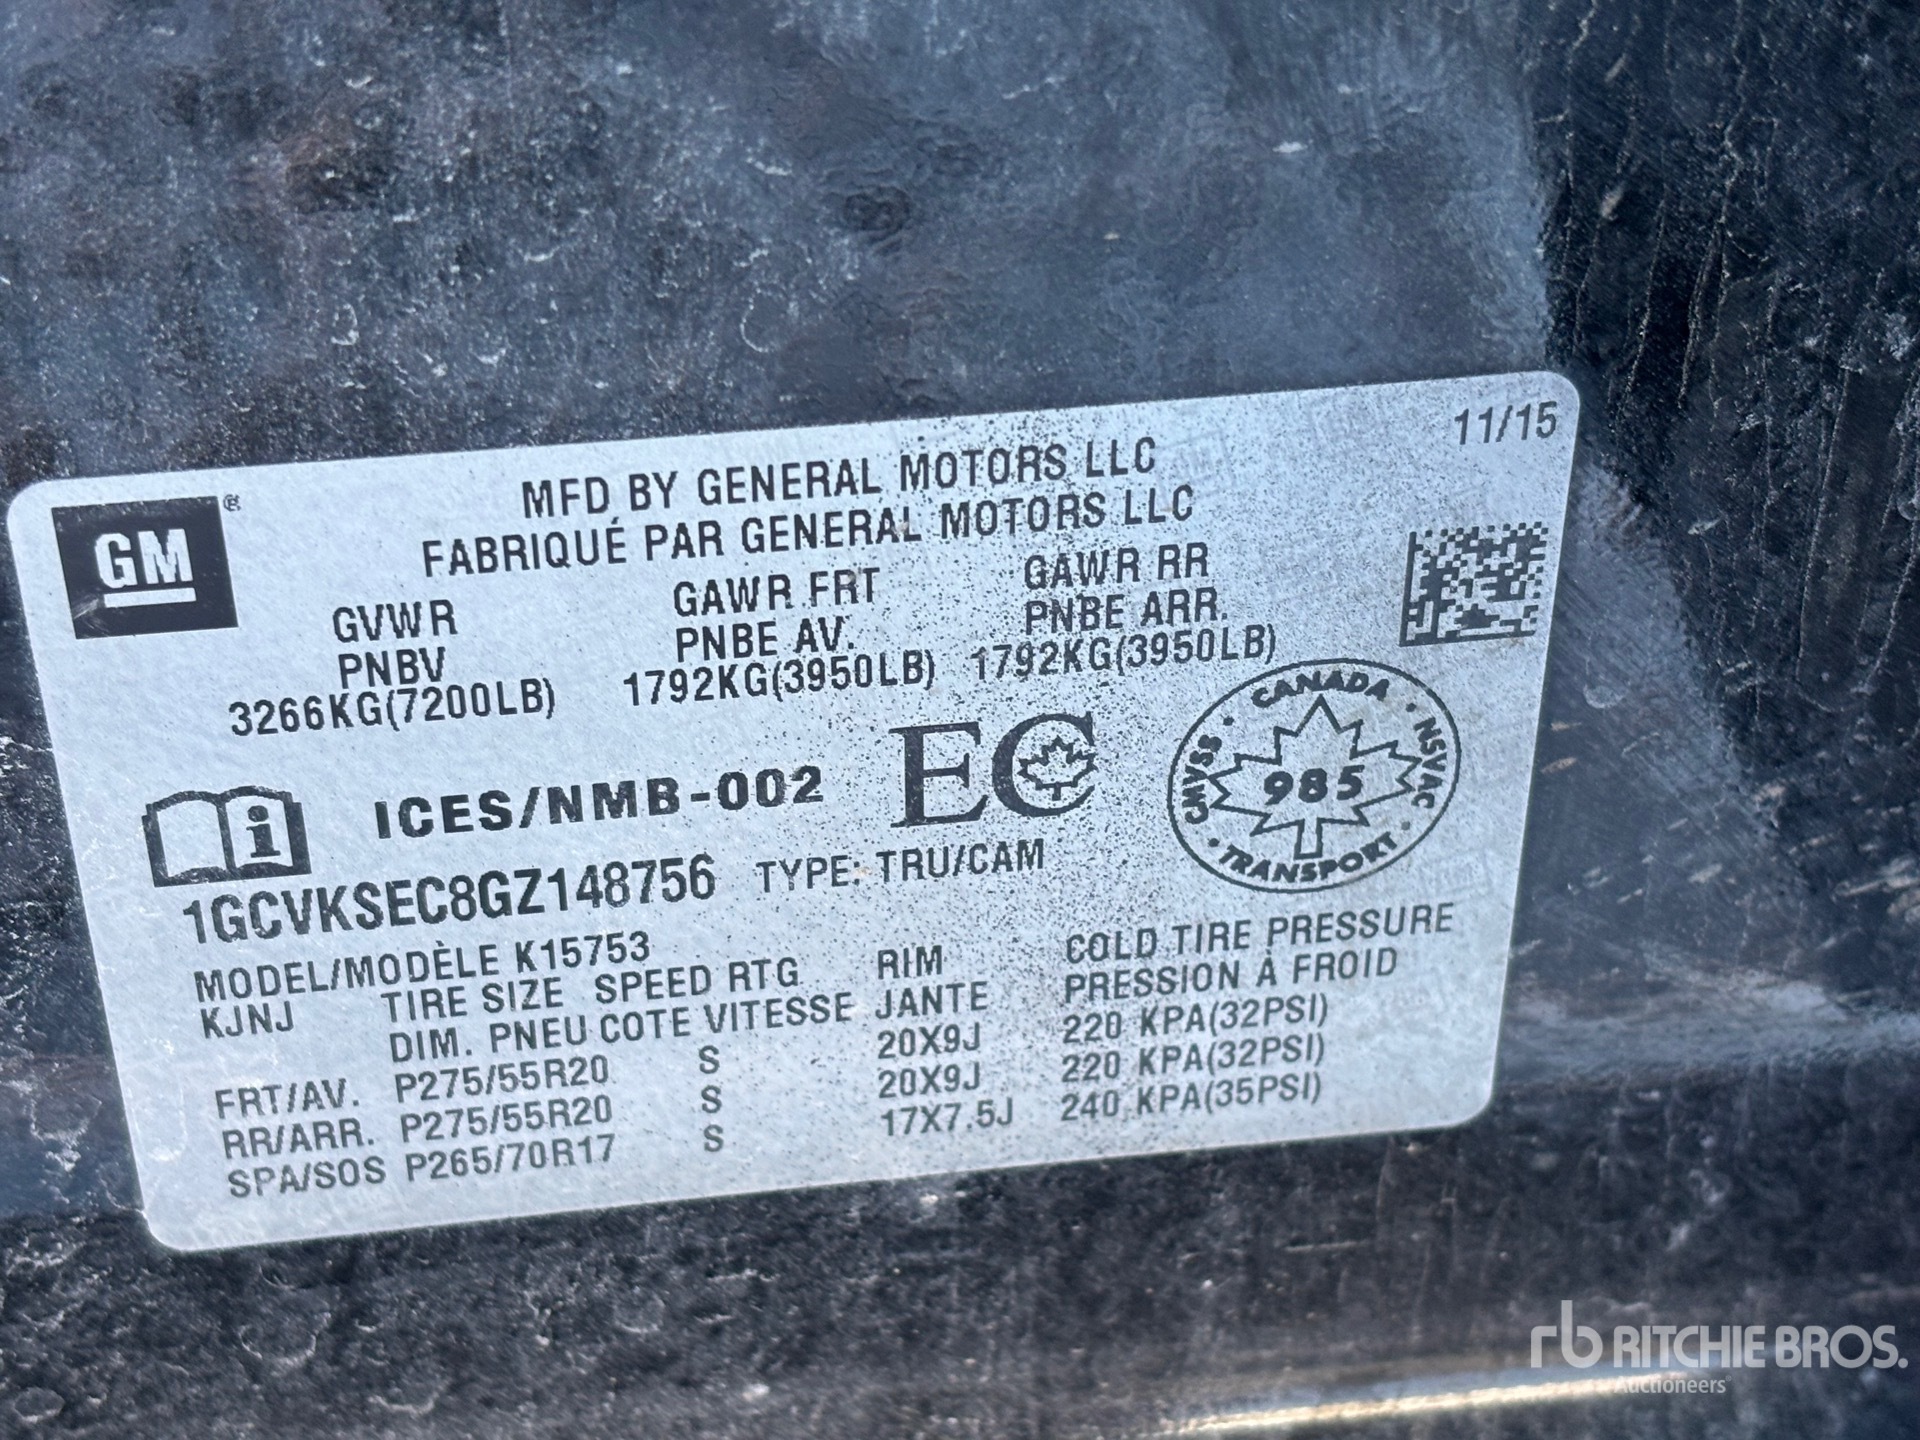 11/15
GM ®
MFD BY GENERAL MOTORS LLC
FABRIQUÉ PAR GENERAL MOTORS LLC
GVWR GAWR FRT GAWR RR
PNBV PNBE AV. PNBE ARR.
3266KG(7200LB) 1792KG(3950LB) 1792KG(3950LB)
i ICES/NMB-002 EC
CANADA
CMVSS · 985 · NSVAC
TRANSPORT
1GCVKSEC8GZ148756 TYPE: TRU/CAM
MODEL/MODÈLE K15753
KJNJ TIRE SIZE SPEED RTG RIM COLD TIRE PRESSURE
DIM. PNEU COTE VITESSE JANTE PRESSION À FROID
FRT/AV. P275/55R20 S 20X9J 220 KPA(32PSI)
RR/ARR. P275/55R20 S 20X9J 220 KPA(32PSI)
SPA/SOS P265/70R17 S 17X7.5J 240 KPA(35PSI)
rb RITCHIE BROS.
Auctioneers